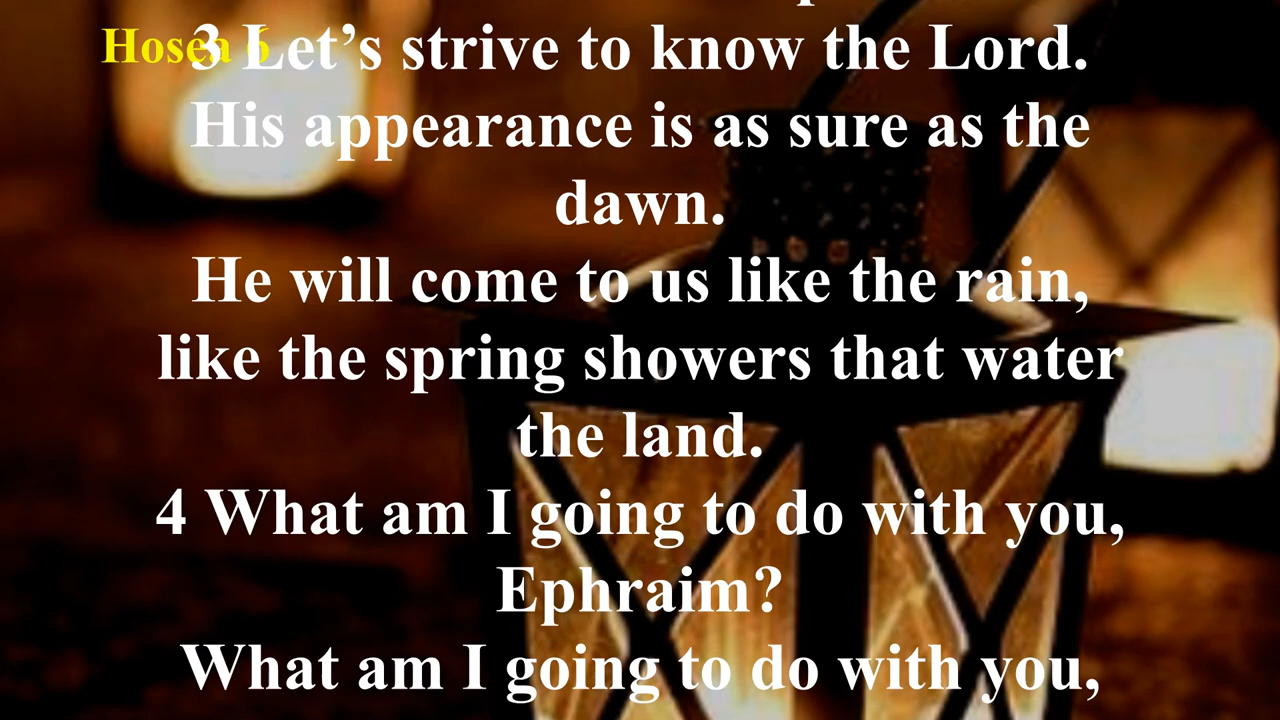 Hosea 6
3 Let’s strive to know the Lord.
His appearance is as sure as the
dawn.
He will come to us like the rain,
like the spring showers that water
the land.
4 What am I going to do with you,
Ephraim?
What am I going to do with you,